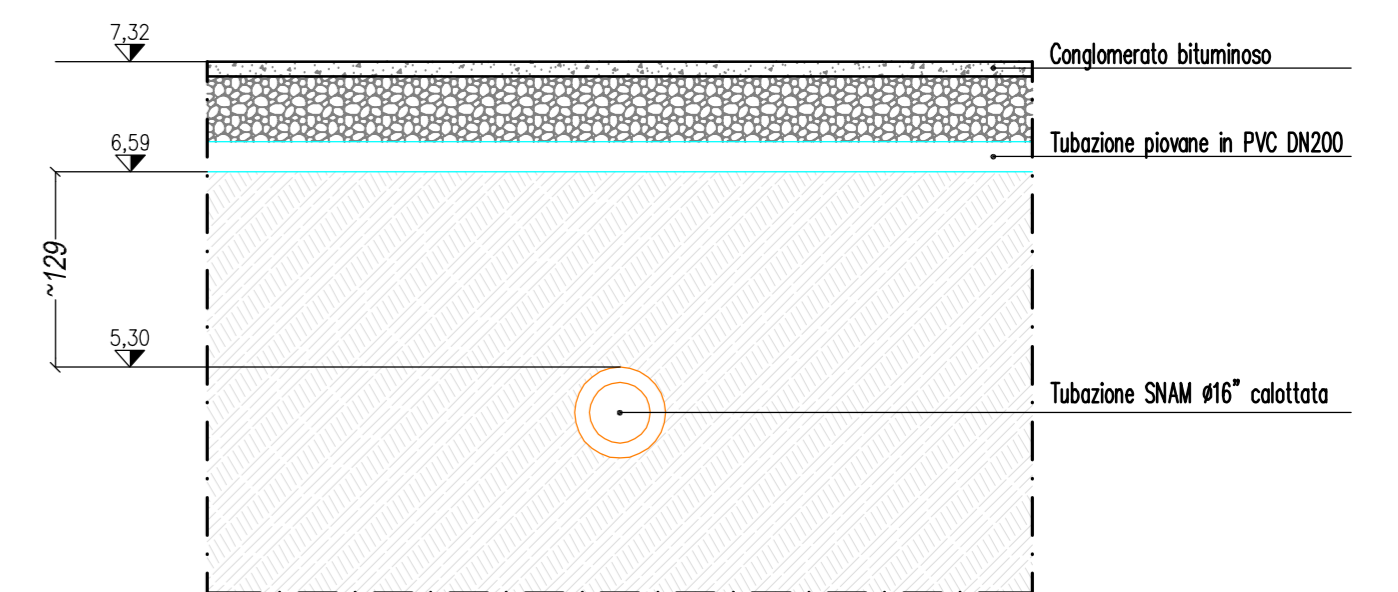 7,32
Conglomerato bituminoso
6,59
Tubazione piovane in PVC DN200
~129
5,30
Tubazione SNAM ø16" calottata